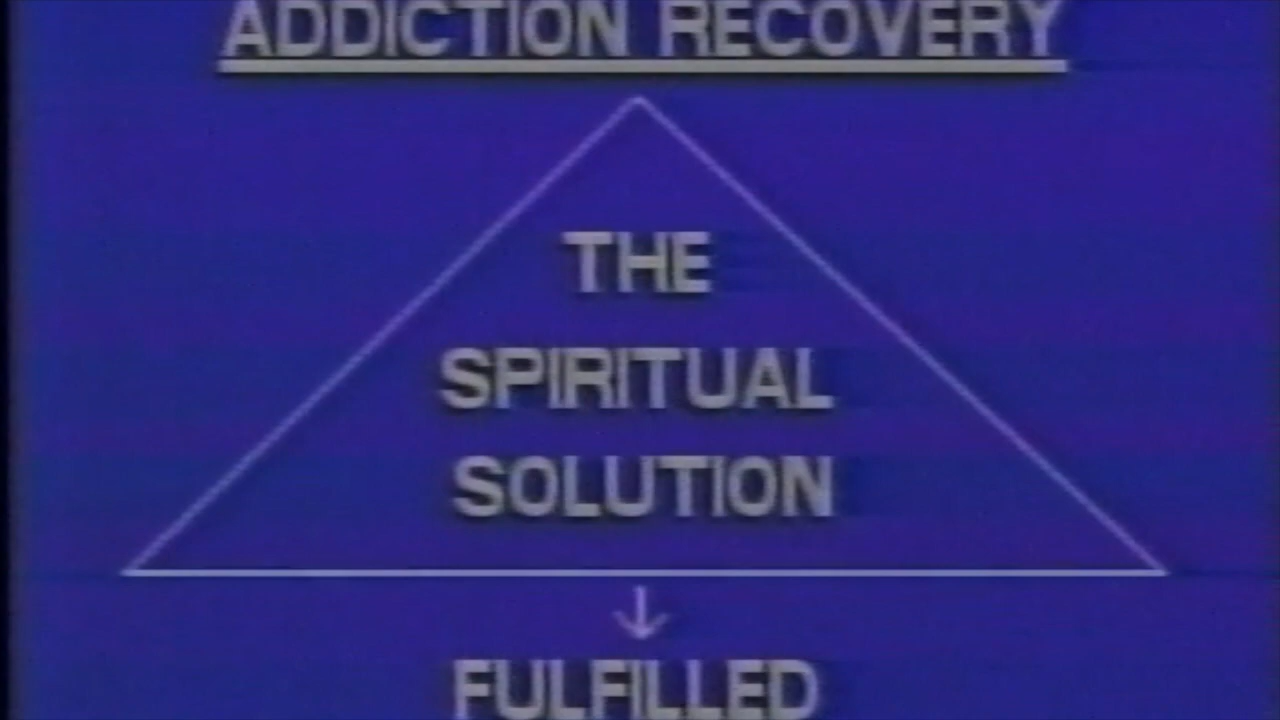 ADDICTION RECOVERY
THE
SPIRITUAL
SOLUTION
FULFILLED